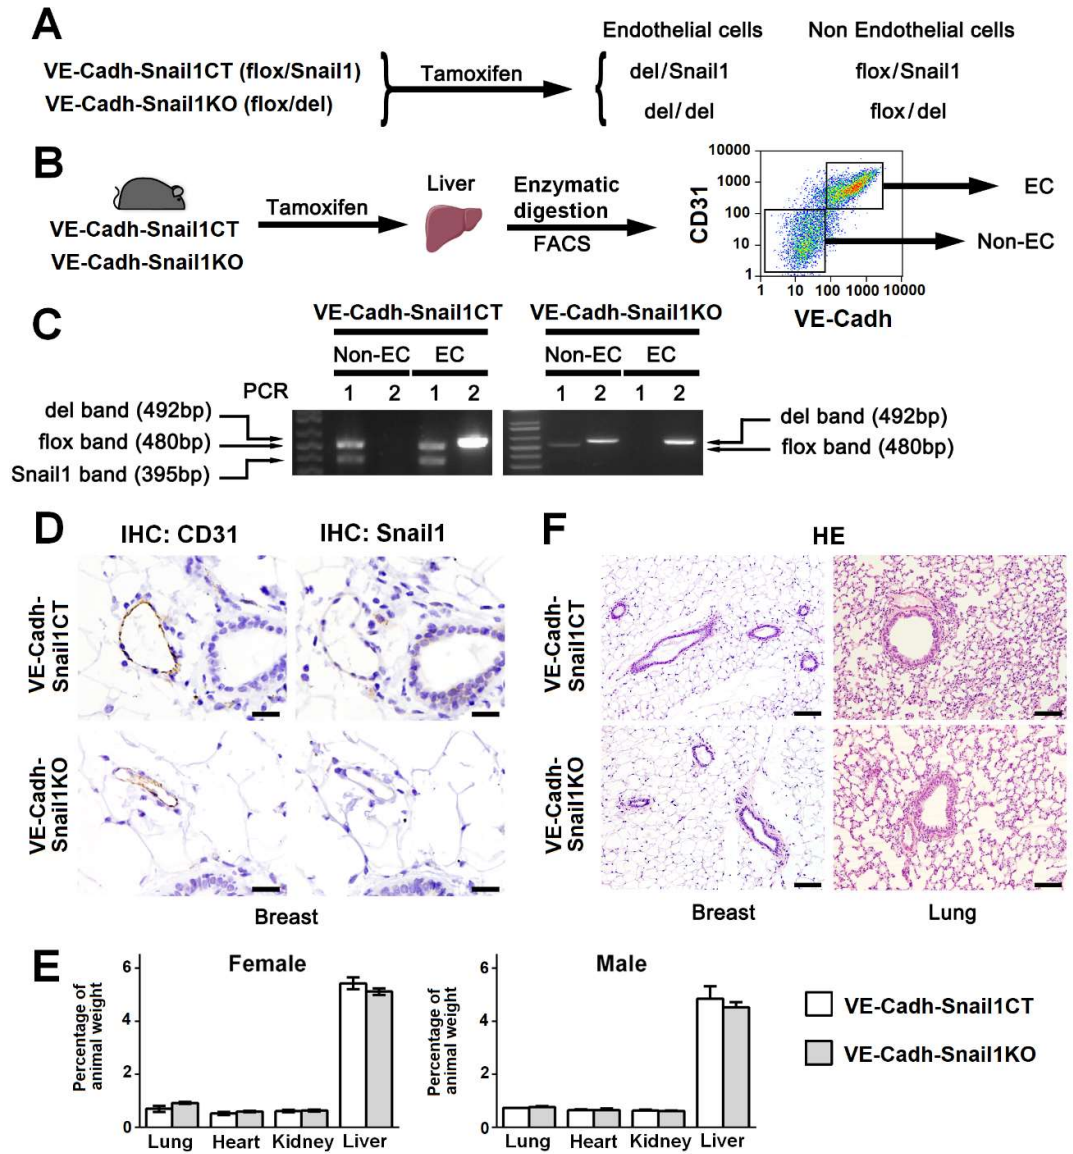 A
Endothelial cells
Non Endothelial cells
VE-Cadh-Snail1CT (flox/Snail1)
VE-Cadh-Snail1KO (flox/del)
Tamoxifen
del/Snail1
flox/Snail1
del/del
flox/del
B
VE-Cadh-Snail1CT
VE-Cadh-Snail1KO
Tamoxifen
Liver
Enzymatic
digestion
FACS
CD31
10000
1000
100
10
1
1 10 100 1000 10000
VE-Cadh
EC
Non-EC
C
VE-Cadh-Snail1CT
VE-Cadh-Snail1KO
Non-EC EC
Non-EC EC
PCR
1 2 1 2
1 2 1 2
del band (492bp)
flox band (480bp)
Snail1 band (395bp)
del band (492bp)
flox band (480bp)
D
IHC: CD31
IHC: Snail1
VE-Cadh-
Snail1CT
VE-Cadh-
Snail1KO
Breast
F
HE
VE-Cadh-
Snail1CT
VE-Cadh-
Snail1KO
Breast
Lung
E
Female
Percentage of
animal weight
6
4
2
0
Lung Heart Kidney Liver
Male
Percentage of
animal weight
6
4
2
0
Lung Heart Kidney Liver
VE-Cadh-Snail1CT
VE-Cadh-Snail1KO